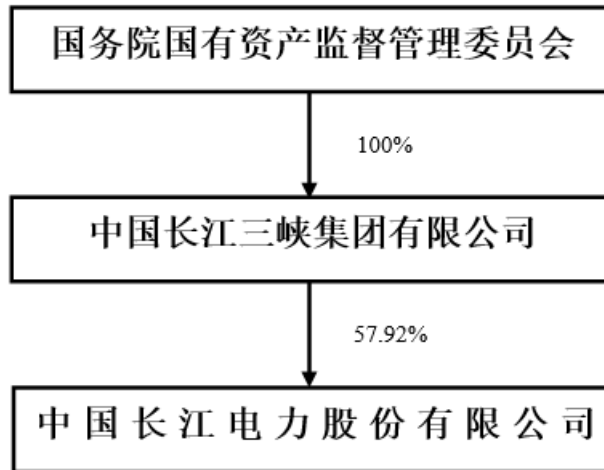 国务院国有资产监督管理委员会
100%
中国长江三峡集团有限公司
57.92%
中国长江电力股份有限公司